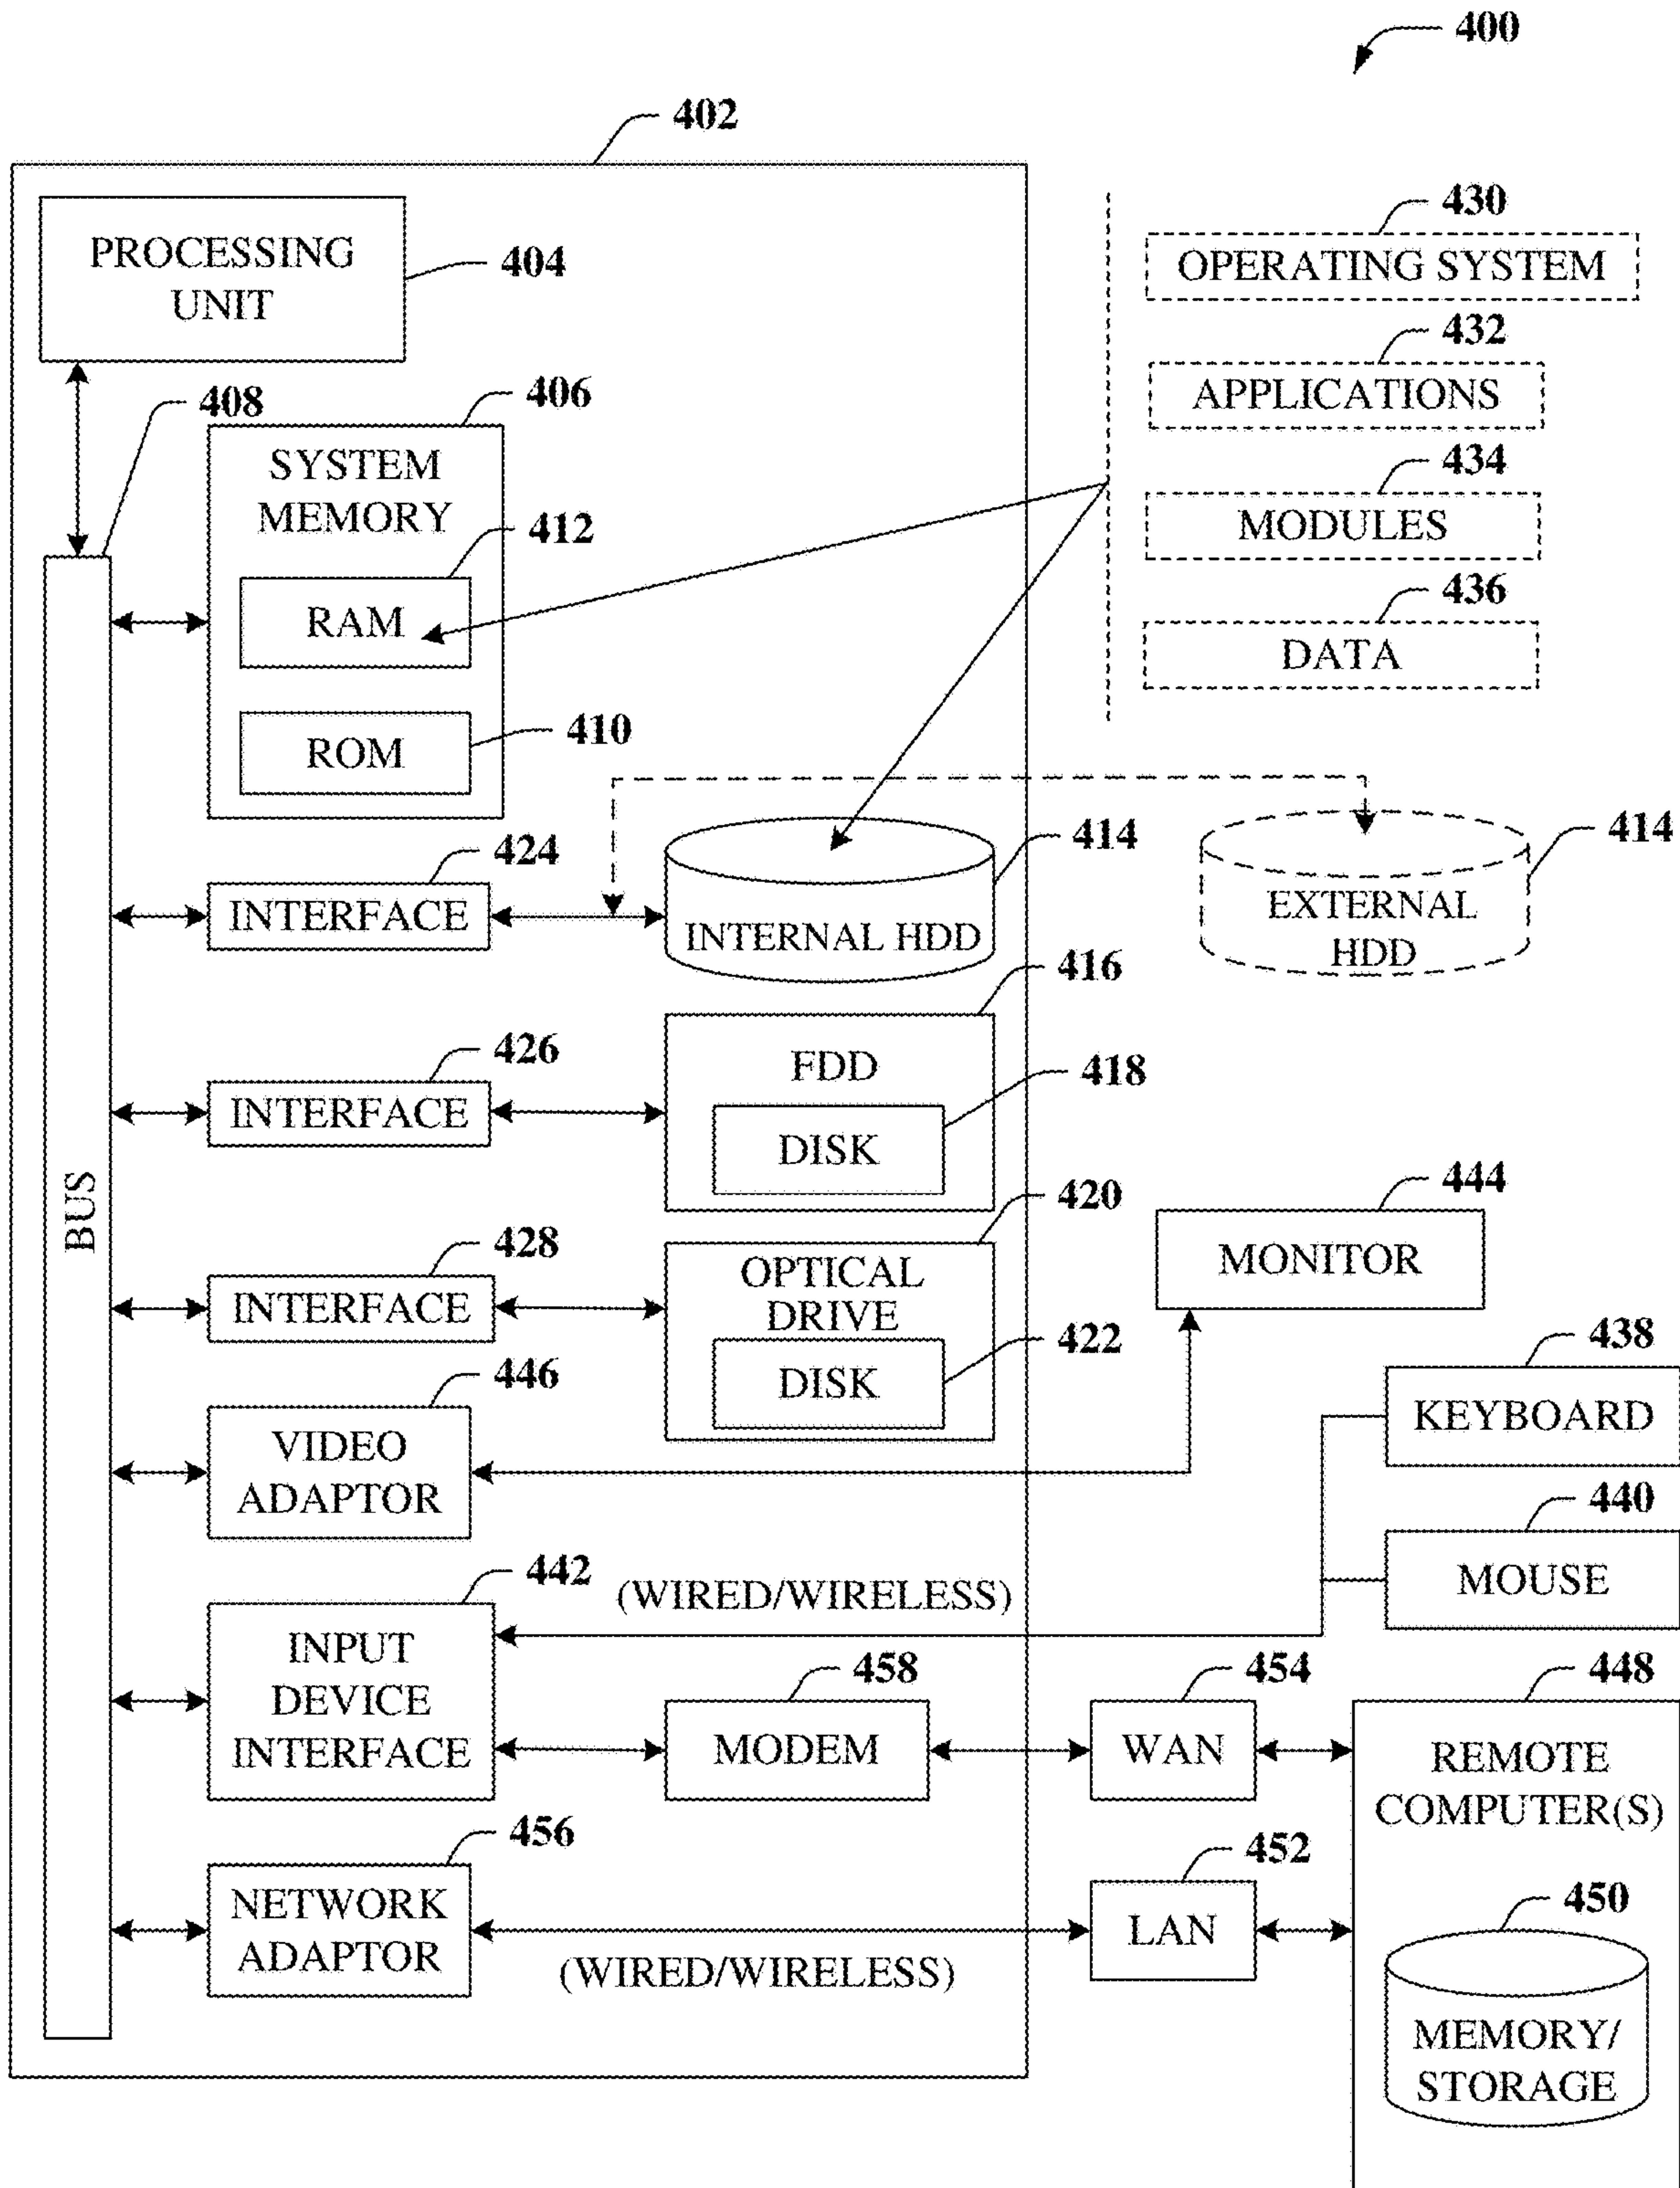 400
402
PROCESSING
UNIT
404
430
OPERATING SYSTEM
432
APPLICATIONS
434
MODULES
436
DATA
408
406
SYSTEM
MEMORY
412
RAM
410
ROM
424
INTERFACE
414
INTERNAL HDD
414
EXTERNAL
HDD
416
FDD
418
DISK
426
INTERFACE
BUS
420
OPTICAL
DRIVE
422
DISK
428
INTERFACE
444
MONITOR
438
KEYBOARD
446
VIDEO
ADAPTOR
440
MOUSE
442
(WIRED/WIRELESS)
INPUT
DEVICE
INTERFACE
458
MODEM
454
WAN
448
REMOTE
COMPUTER(S)
456
NETWORK
ADAPTOR
(WIRED/WIRELESS)
452
LAN
450
MEMORY/
STORAGE